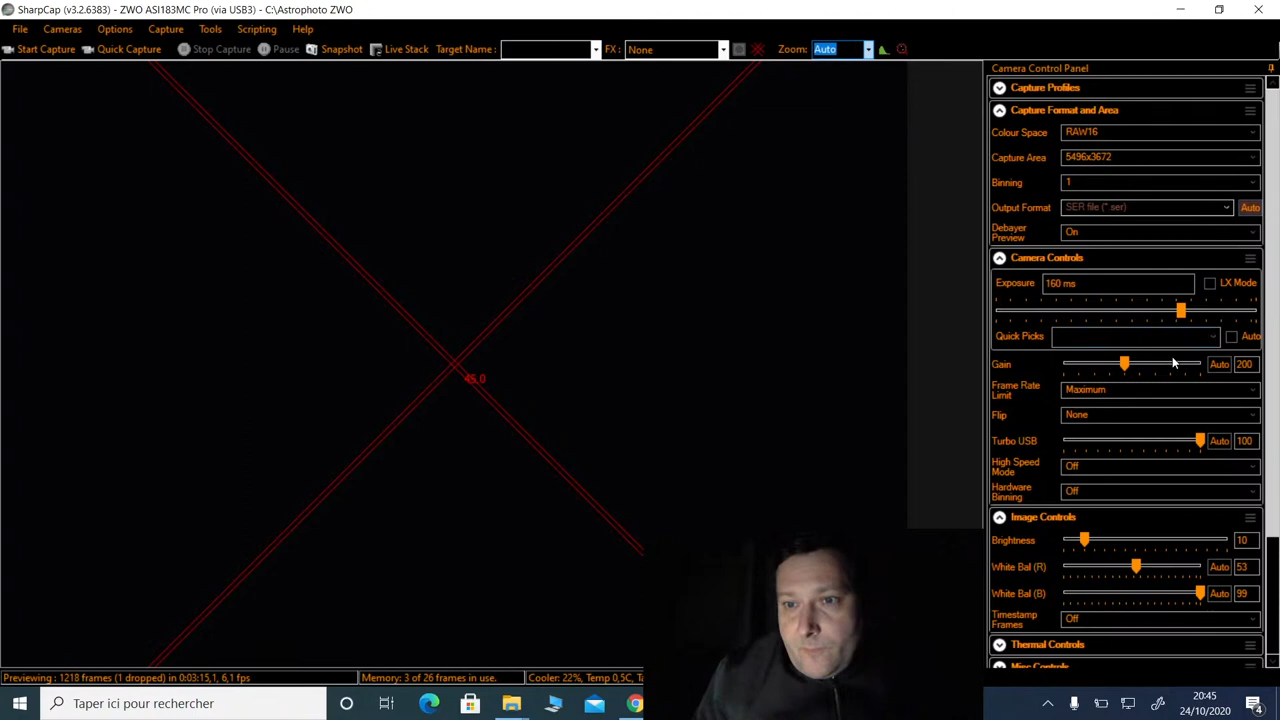 SharpCap (v3.2.6383) - ZWO ASI183MC Pro (via USB3) - C:\Astrophoto ZWO
File Cameras Options Capture Tools Scripting Help
Start Capture Quick Capture Stop Capture Pause Snapshot Live Stack Target Name : FX : None Zoom: Auto
Camera Control Panel
Capture Profiles
Capture Format and Area
Colour Space RAW16
Capture Area 5496x3672
Binning 1
Output Format SER file (*.ser) Auto
Debayer
Preview On
Camera Controls
Exposure 160 ms LX Mode
Quick Picks Auto
Gain Auto 200
Frame Rate
Limit Maximum
Flip None
Turbo USB Auto 100
High Speed
Mode Off
Hardware
Binning Off
Image Controls
Brightness 10
White Bal (R) Auto 53
White Bal (B) Auto 99
Timestamp
Frames Off
Thermal Controls
Misc Controls
45,0
Previewing : 1218 frames (1 dropped) in 0:03:15,1, 6,1 fps Memory: 3 of 26 frames in use. Cooler: 22%, Temp 0,5C,
Taper ici pour rechercher
20:45
24/10/2020
4